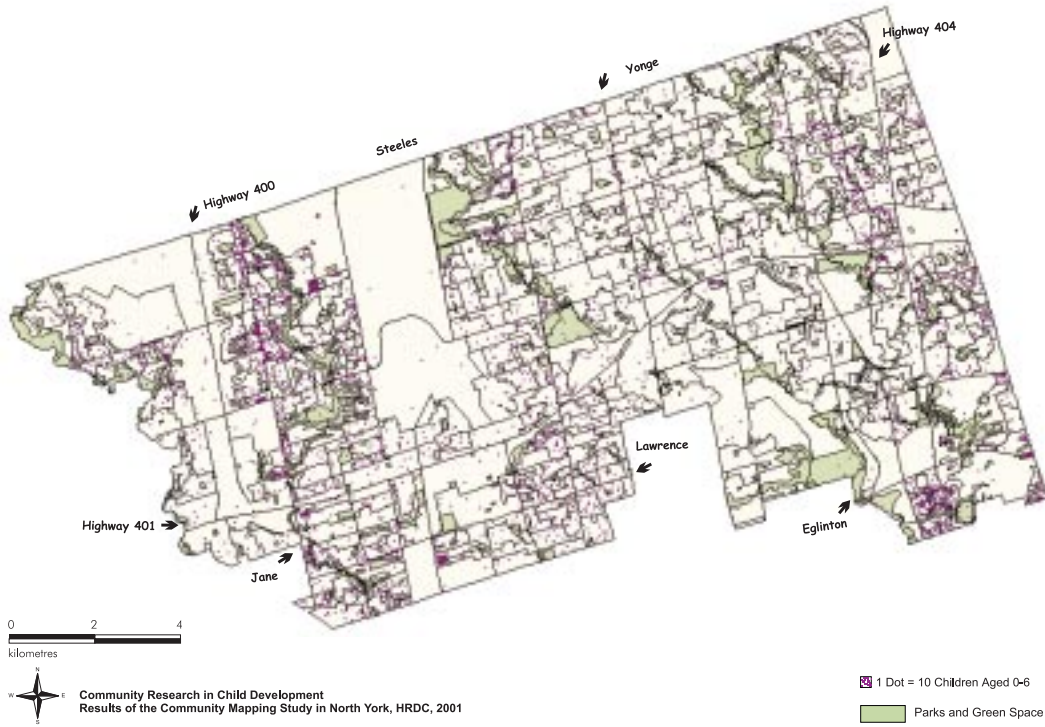 Highway 404
Yonge
Steeles
Highway 400
Lawrence
Highway 401
Eglinton
Jane
0 2 4
kilometres
N
W E
S
Community Research in Child Development
Results of the Community Mapping Study in North York, HRDC, 2001
1 Dot = 10 Children Aged 0-6
Parks and Green Space